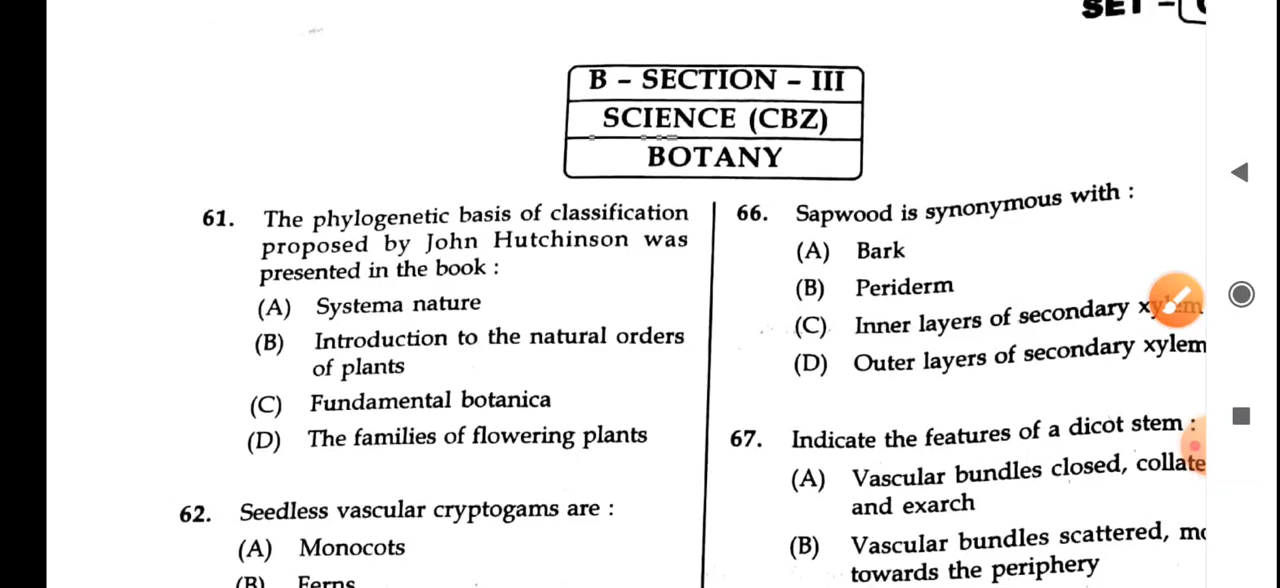 SET -
B - SECTION - III
SCIENCE (CBZ)
BOTANY
61. The phylogenetic basis of classification
proposed by John Hutchinson was
presented in the book :
(A) Systema nature
(B) Introduction to the natural orders
of plants
(C) Fundamental botanica
(D) The families of flowering plants
62. Seedless vascular cryptogams are :
(A) Monocots
(B) Ferns
66. Sapwood is synonymous with :
(A) Bark
(B) Periderm
(C) Inner layers of secondary xylem
(D) Outer layers of secondary xylem
67. Indicate the features of a dicot stem :
(A) Vascular bundles closed, collate
and exarch
(B) Vascular bundles scattered,
towards the periphery